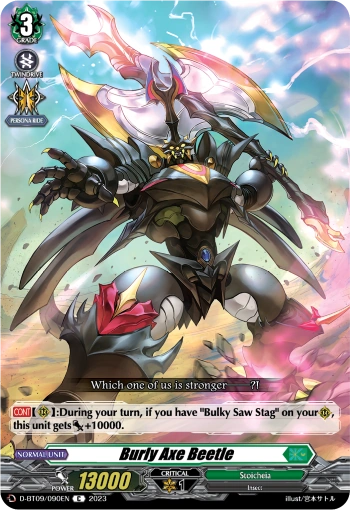 3
GRADE
TWINDRIVE
PERSONA RIDE
Which one of us is stronger——?!
CONT【】1:During your turn, if you have "Bulky Saw Stag" on your,
this unit gets+10000.
NORMAL UNIT
Burly Axe Beetle
POWER
13000
CRITICAL
1
Stoicheia
Insect
D-BT09/090EN C 2023
illust/宮本サトル